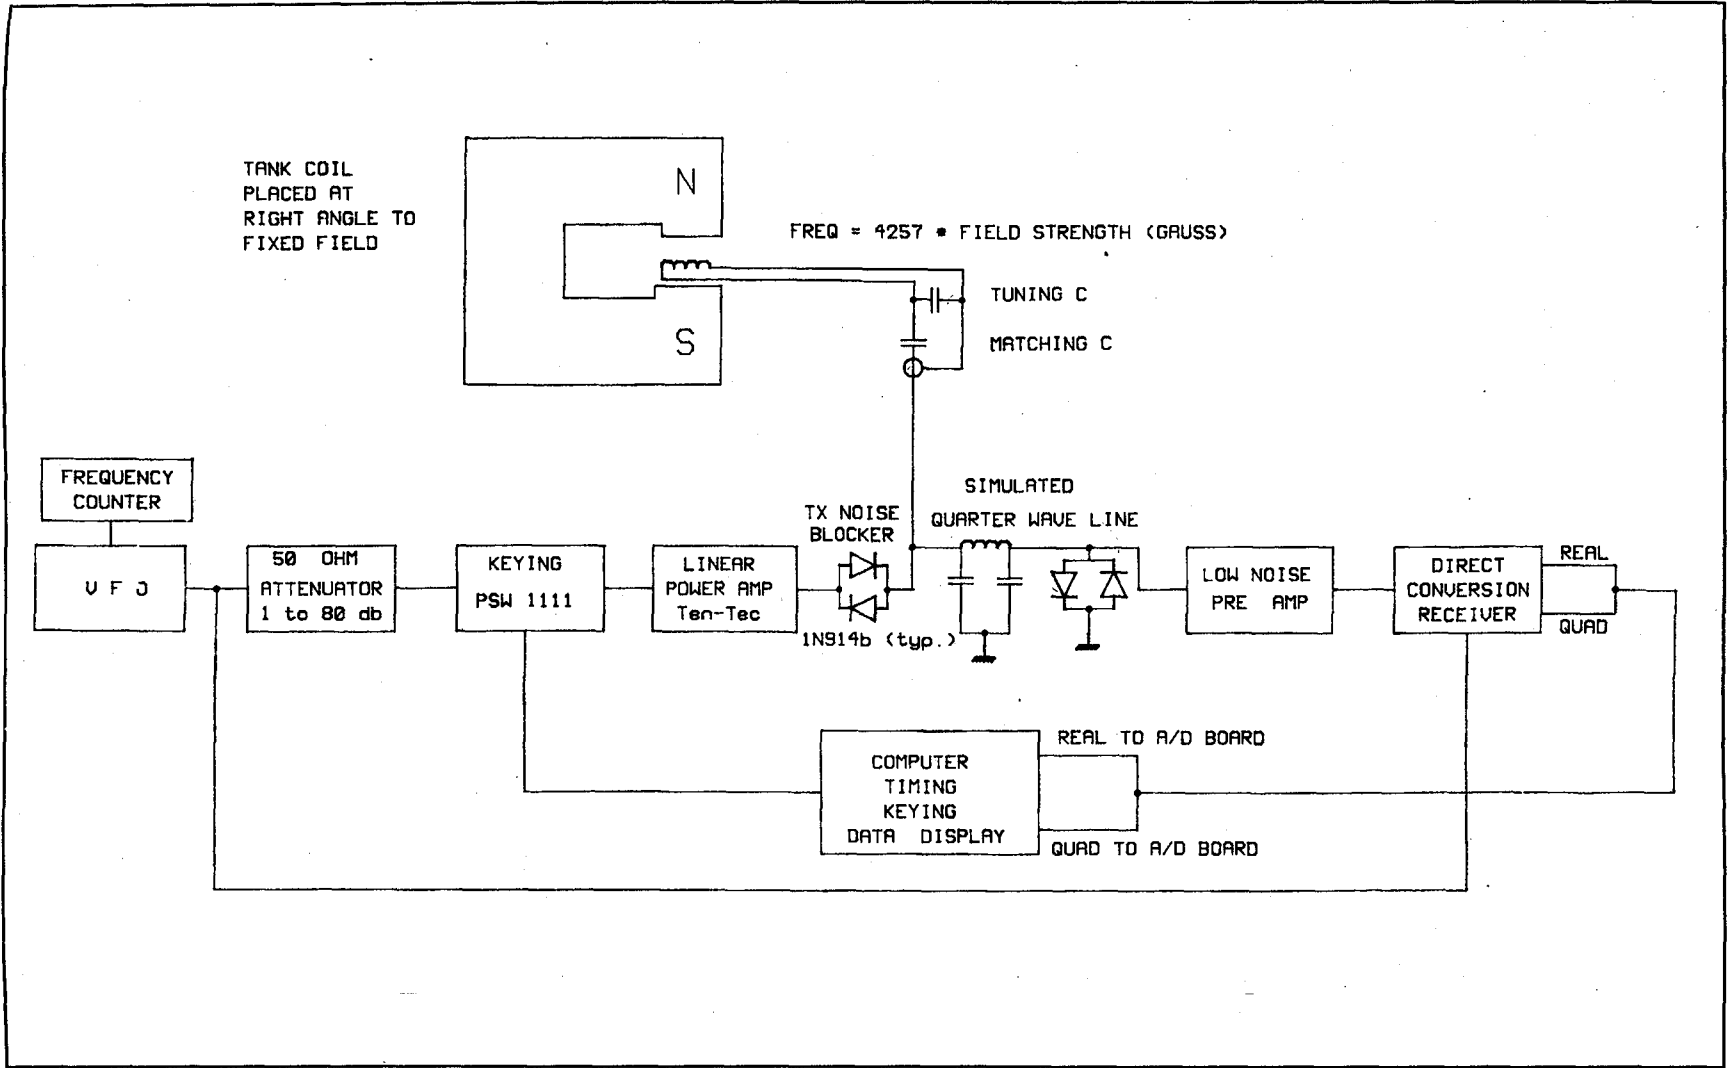 TANK COIL
PLACED AT
RIGHT ANGLE TO
FIXED FIELD
N
S
FREQ = 4257 * FIELD STRENGTH (GAUSS)
TUNING C
MATCHING C
FREQUENCY
COUNTER
V F O
50 OHM
ATTENUATOR
1 to 80 db
KEYING
PSW 1111
LINEAR
POWER AMP
Ten-Tec
TX NOISE
BLOCKER
1N914b (typ.)
SIMULATED
QUARTER WAVE LINE
LOW NOISE
PRE AMP
DIRECT
CONVERSION
RECEIVER
REAL
QUAD
COMPUTER
TIMING
KEYING
DATA DISPLAY
REAL TO A/D BOARD
QUAD TO A/D BOARD